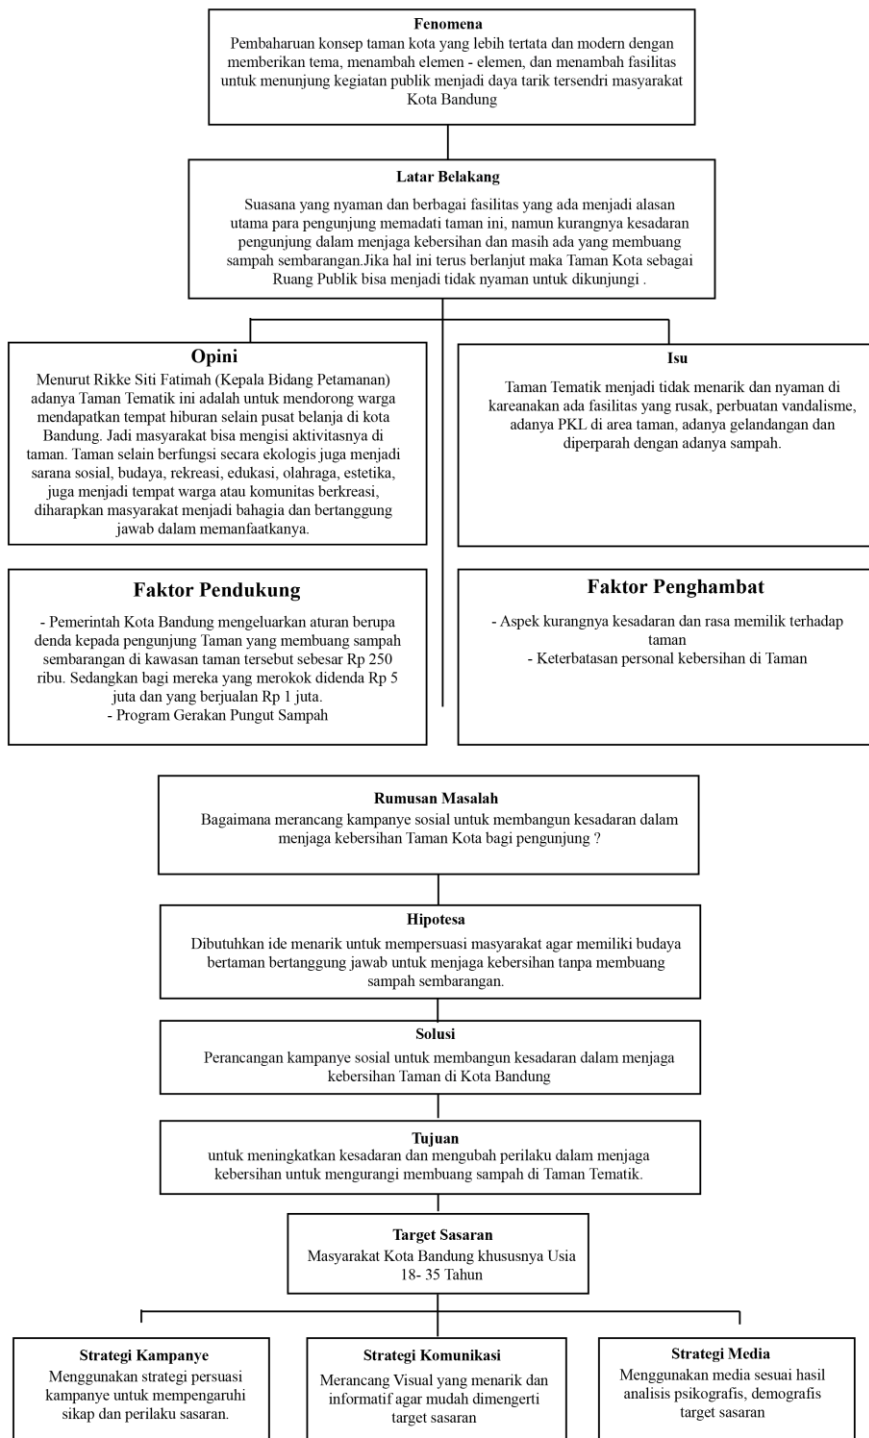 Fenomena
Pembaharuan konsep taman kota yang lebih tertata dan modern dengan
memberikan tema, menambah elemen - elemen, dan menambah fasilitas
untuk menunjung kegiatan publik menjadi daya tarik tersendri masyarakat
Kota Bandung
Latar Belakang
Suasana yang nyaman dan berbagai fasilitas yang ada menjadi alasan
utama para pengunjung memadati taman ini, namun kurangnya kesadaran
pengunjung dalam menjaga kebersihan dan masih ada yang membuang
sampah sembarangan.Jika hal ini terus berlanjut maka Taman Kota sebagai
Ruang Publik bisa menjadi tidak nyaman untuk dikunjungi .
Opini
Menurut Rikke Siti Fatimah (Kepala Bidang Petamanan)
adanya Taman Tematik ini adalah untuk mendorong warga
mendapatkan tempat hiburan selain pusat belanja di kota
Bandung. Jadi masyarakat bisa mengisi aktivitasnya di
taman. Taman selain berfungsi secara ekologis juga menjadi
sarana sosial, budaya, rekreasi, edukasi, olahraga, estetika,
juga menjadi tempat warga atau komunitas berkreasi,
diharapkan masyarakat menjadi bahagia dan bertanggung
jawab dalam memanfaatkanya.
Isu
Taman Tematik menjadi tidak menarik dan nyaman di
kareanakan ada fasilitas yang rusak, perbuatan vandalisme,
adanya PKL di area taman, adanya gelandangan dan
diperparah dengan adanya sampah.
Faktor Pendukung
- Pemerintah Kota Bandung mengeluarkan aturan berupa
denda kepada pengunjung Taman yang membuang sampah
sembarangan di kawasan taman tersebut sebesar Rp 250
ribu. Sedangkan bagi mereka yang merokok didenda Rp 5
juta dan yang berjualan Rp 1 juta.
- Program Gerakan Pungut Sampah
Faktor Penghambat
- Aspek kurangnya kesadaran dan rasa memilik terhadap
taman
- Keterbatasan personal kebersihan di Taman
Rumusan Masalah
Bagaimana merancang kampanye sosial untuk membangun kesadaran dalam
menjaga kebersihan Taman Kota bagi pengunjung ?
Hipotesa
Dibutuhkan ide menarik untuk mempersuasi masyarakat agar memiliki budaya
bertaman bertanggung jawab untuk menjaga kebersihan tanpa membuang
sampah sembarangan.
Solusi
Perancangan kampanye sosial untuk membangun kesadaran dalam menjaga
kebersihan Taman di Kota Bandung
Tujuan
untuk meningkatkan kesadaran dan mengubah perilaku dalam menjaga
kebersihan untuk mengurangi membuang sampah di Taman Tematik.
Target Sasaran
Masyarakat Kota Bandung khususnya Usia
18- 35 Tahun
Strategi Kampanye
Menggunakan strategi persuasi
kampanye untuk mempengaruhi
sikap dan perilaku sasaran.
Strategi Komunikasi
Merancang Visual yang menarik dan
informatif agar mudah dimengerti
target sasaran
Strategi Media
Menggunakan media sesuai hasil
analisis psikografis, demografis
target sasaran